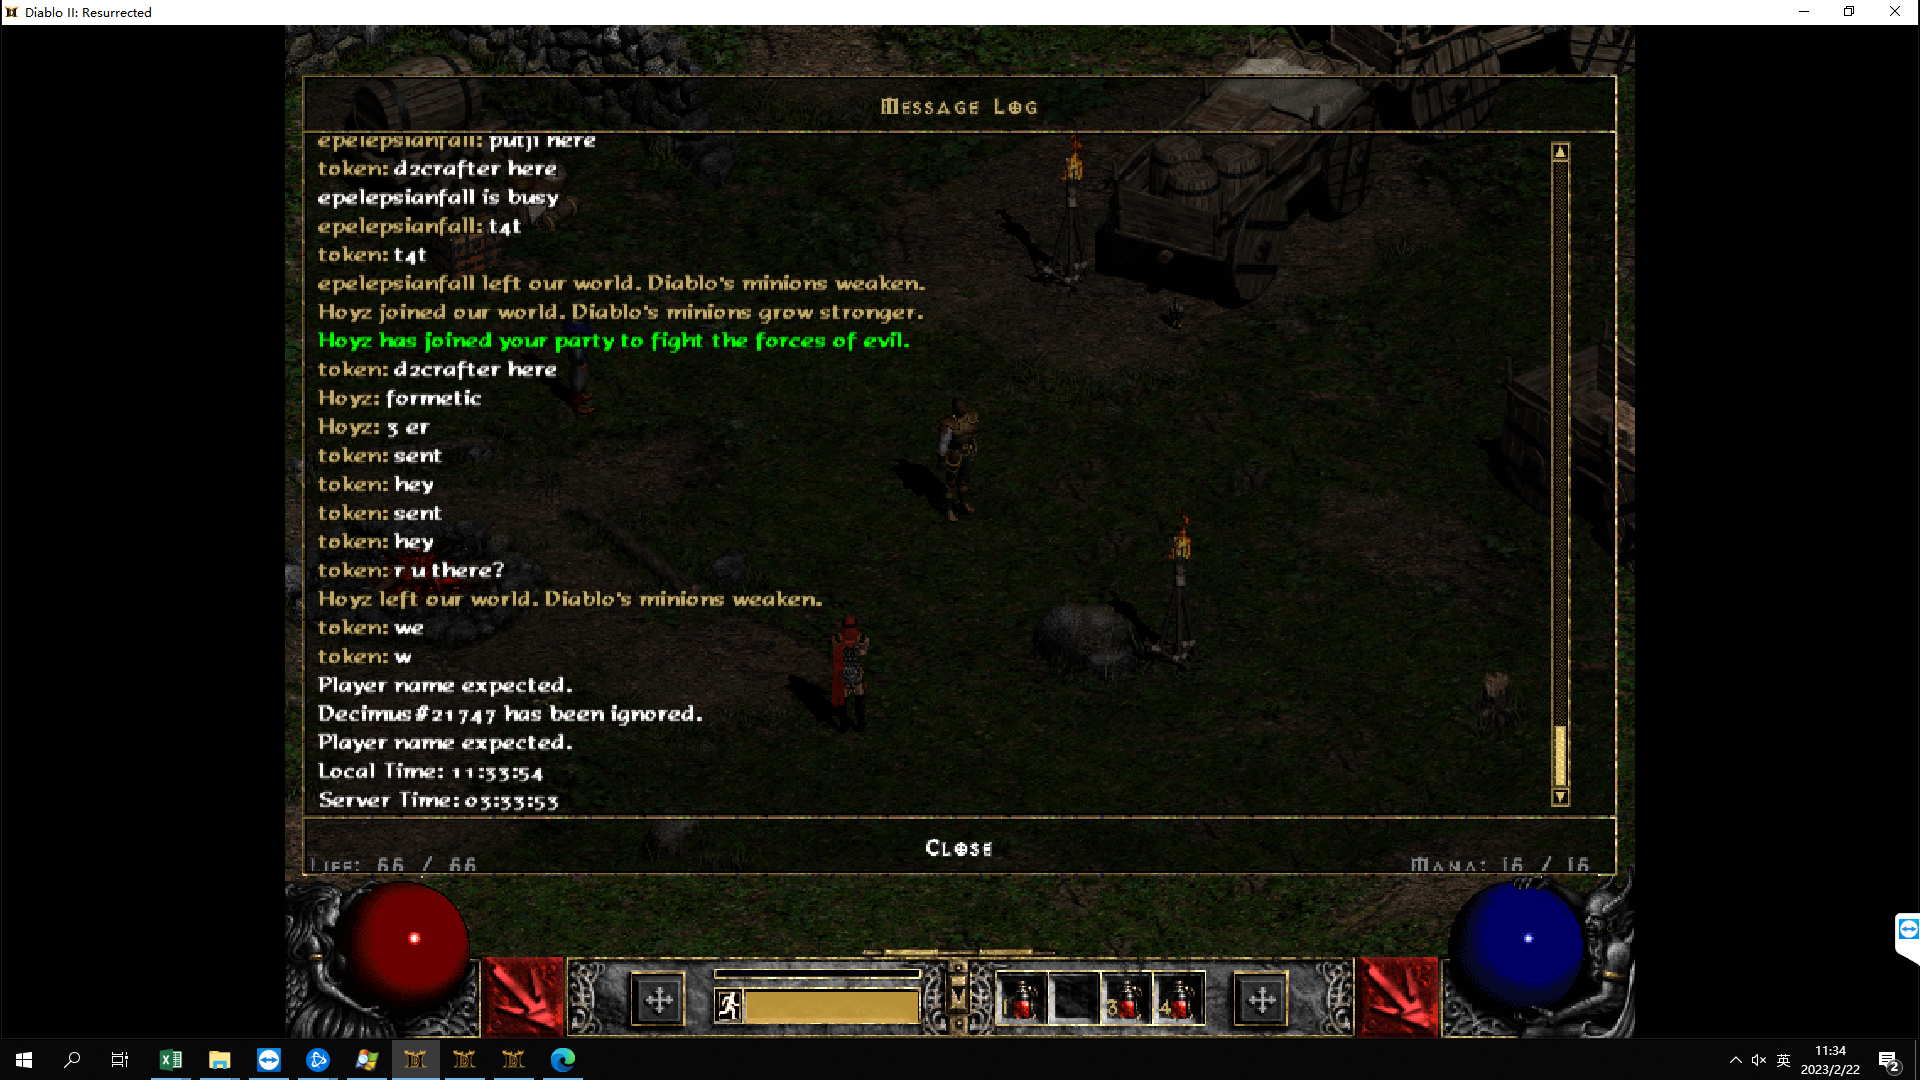 Diablo II: Resurrected
Message Log
epelepsianfall: putji here
token: d2crafter here
epelepsianfall is busy
epelepsianfall: t4t
token: t4t
epelepsianfall left our world. Diablo's minions weaken.
Hoyz joined our world. Diablo's minions grow stronger.
Hoyz has joined your party to fight the forces of evil.
token: d2crafter here
Hoyz: formetic
Hoyz: 3 er
token: sent
token: hey
token: sent
token: hey
token: r u there?
Hoyz left our world. Diablo's minions weaken.
token: we
token: w
Player name expected.
Decimus#21747 has been ignored.
Player name expected.
Local Time: 11:33:54
Server Time: 03:33:53
Close
Life: 66 / 66
Mana: 16 / 16
1
3
4
英
11:34
2023/2/22
2